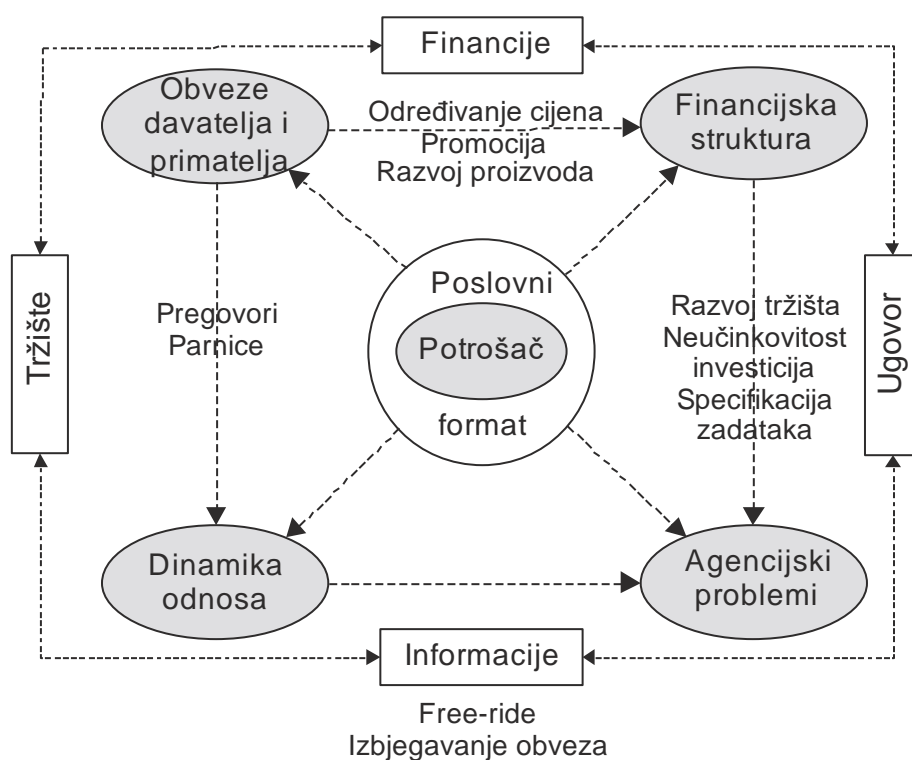 Financije
Obveze
davatelja i
primatelja
Određivanje cijena
Promocija
Razvoj proizvoda
Financijska
struktura
Tržište
Pregovori
Parnice
Poslovni
Potrošač
format
Razvoj tržišta
Neučinkovitost
investicija
Specifikacija
zadataka
Ugovor
Dinamika
odnosa
Agencijski
problemi
Informacije
Free-ride
Izbjegavanje obveza